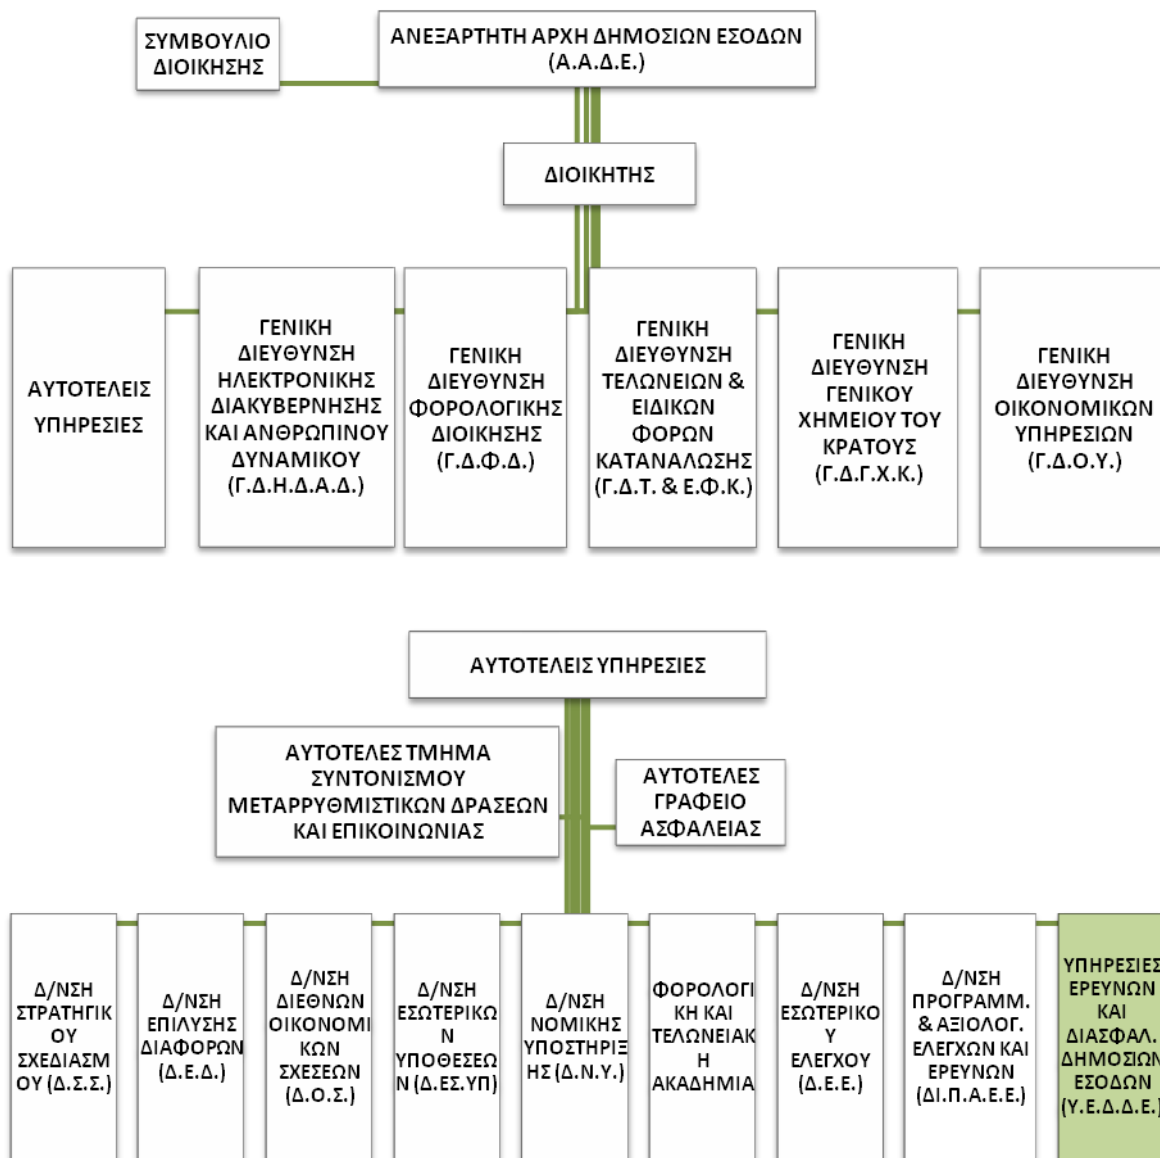 ΣΥΜΒΟΥΛΙΟ
ΔΙΟΙΚΗΣΗΣ
ΑΝΕΞΑΡΤΗΤΗ ΑΡΧΗ ΔΗΜΟΣΙΩΝ ΕΣΟΔΩΝ
(Α.Α.Δ.Ε.)
ΔΙΟΙΚΗΤΗΣ
ΑΥΤΟΤΕΛΕΙΣ
ΥΠΗΡΕΣΙΕΣ
ΓΕΝΙΚΗ
ΔΙΕΥΘΥΝΣΗ
ΗΛΕΚΤΡΟΝΙΚΗΣ
ΔΙΑΚΥΒΕΡΝΗΣΗΣ
ΚΑΙ ΑΝΘΡΩΠΙΝΟΥ
ΔΥΝΑΜΙΚΟΥ
(Γ.Δ.Η.Δ.Α.Δ.)
ΓΕΝΙΚΗ
ΔΙΕΥΘΥΝΣΗ
ΦΟΡΟΛΟΓΙΚΗΣ
ΔΙΟΙΚΗΣΗΣ
(Γ.Δ.Φ.Δ.)
ΓΕΝΙΚΗ
ΔΙΕΥΘΥΝΣΗ
ΤΕΛΩΝΕΙΩΝ &
ΕΙΔΙΚΩΝ
ΦΟΡΩΝ
ΚΑΤΑΝΑΛΩΣΗΣ
(Γ.Δ.Τ. & Ε.Φ.Κ.)
ΓΕΝΙΚΗ
ΔΙΕΥΘΥΝΣΗ
ΓΕΝΙΚΟΥ
ΧΗΜΕΙΟΥ ΤΟΥ
ΚΡΑΤΟΥΣ
(Γ.Δ.Γ.Χ.Κ.)
ΓΕΝΙΚΗ
ΔΙΕΥΘΥΝΣΗ
ΟΙΚΟΝΟΜΙΚΩΝ
ΥΠΗΡΕΣΙΩΝ
(Γ.Δ.Ο.Υ.)
ΑΥΤΟΤΕΛΕΙΣ ΥΠΗΡΕΣΙΕΣ
ΑΥΤΟΤΕΛΕΣ ΤΜΗΜΑ
ΣΥΝΤΟΝΙΣΜΟΥ
ΜΕΤΑΡΡΥΘΜΙΣΤΙΚΩΝ ΔΡΑΣΕΩΝ
ΚΑΙ ΕΠΙΚΟΙΝΩΝΙΑΣ
ΑΥΤΟΤΕΛΕΣ
ΓΡΑΦΕΙΟ
ΑΣΦΑΛΕΙΑΣ
Δ/ΝΣΗ
ΣΤΡΑΤΗΓΙΚ
ΟΥ
ΣΧΕΔΙΑΣΜ
ΟΥ (Δ.Σ.Σ.)
Δ/ΝΣΗ
ΕΠΙΛΥΣΗΣ
ΔΙΑΦΟΡΩΝ
(Δ.Ε.Δ.)
Δ/ΝΣΗ
ΔΙΕΘΝΩΝ
ΟΙΚΟΝΟΜΙ
ΚΩΝ
ΣΧΕΣΕΩΝ
(Δ.Ο.Σ.)
Δ/ΝΣΗ
ΕΣΩΤΕΡΙΚΩ
Ν
ΥΠΟΘΕΣΕΩ
Ν (Δ.ΕΣ.ΥΠ)
Δ/ΝΣΗ
ΝΟΜΙΚΗΣ
ΥΠΟΣΤΗΡΙΞ
ΗΣ (Δ.Ν.Υ.)
ΦΟΡΟΛΟΓΙ
ΚΗ ΚΑΙ
ΤΕΛΩΝΕΙΑΚ
Η
ΑΚΑΔΗΜΙΑ
Δ/ΝΣΗ
ΕΣΩΤΕΡΙΚΟ
Υ
ΕΛΕΓΧΟΥ
(Δ.Ε.Ε.)
Δ/ΝΣΗ
ΠΡΟΓΡΑΜΜ.
& ΑΞΙΟΛΟΓ.
ΕΛΕΓΧΩΝ ΚΑΙ
ΕΡΕΥΝΩΝ
(ΔΙ.Π.Α.Ε.Ε.)
ΥΠΗΡΕΣΙΕΣ
ΕΡΕΥΝΩΝ
ΚΑΙ
ΔΙΑΣΦΑΛ.
ΔΗΜΟΣΙΩΝ
ΕΣΟΔΩΝ
(Υ.Ε.Δ.Δ.Ε.)